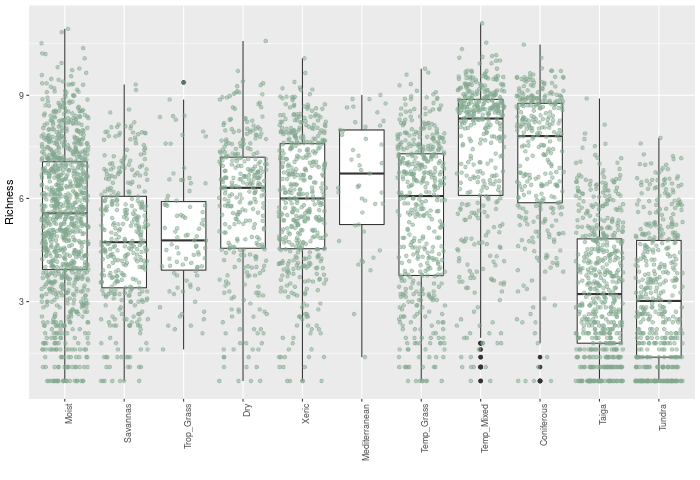 Richness
9
6
3
Moist
Savannas
Trop_Grass
Dry
Xeric
Mediterranean
Temp_Grass
Temp_Mixed
Coniferous
Taiga
Tundra